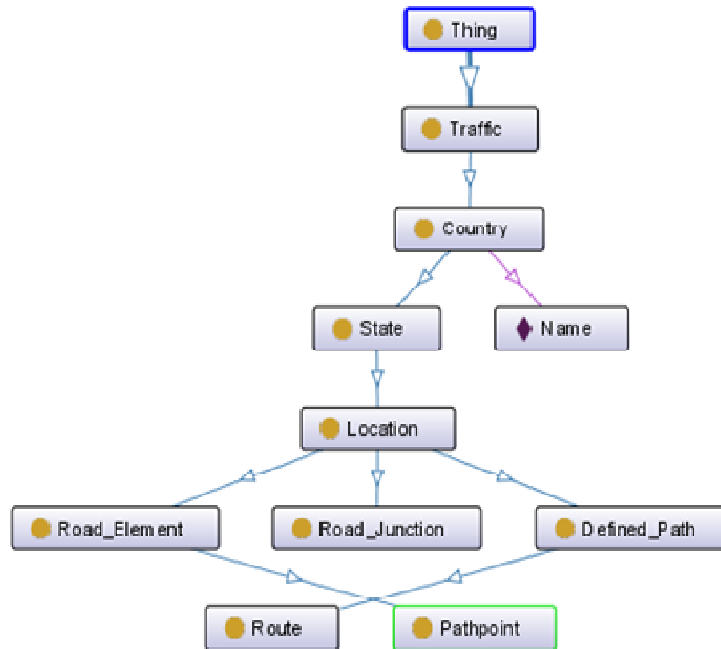 Thing
Traffic
Country
State
Name
Location
Road_Element
Road_Junction
Defined_Path
Route
Pathpoint